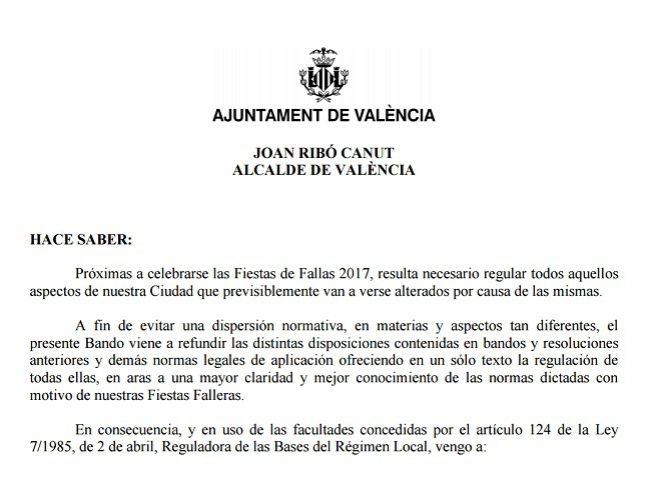 AJUNTAMENT DE VALÈNCIA
JOAN RIBÓ CANUT
ALCALDE DE VALÈNCIA
HACE SABER:
Próximas a celebrarse las Fiestas de Fallas 2017, resulta necesario regular todos aquellos
aspectos de nuestra Ciudad que previsiblemente van a verse alterados por causa de las mismas.
A fin de evitar una dispersión normativa, en materias y aspectos tan diferentes, el
presente Bando viene a refundir las distintas disposiciones contenidas en bandos y resoluciones
anteriores y demás normas legales de aplicación ofreciendo en un sólo texto la regulación de
todas ellas, en aras a una mayor claridad y mejor conocimiento de las normas dictadas con
motivo de nuestras Fiestas Falleras.
En consecuencia, y en uso de las facultades concedidas por el artículo 124 de la Ley
7/1985, de 2 de abril, Reguladora de las Bases del Régimen Local, vengo a: